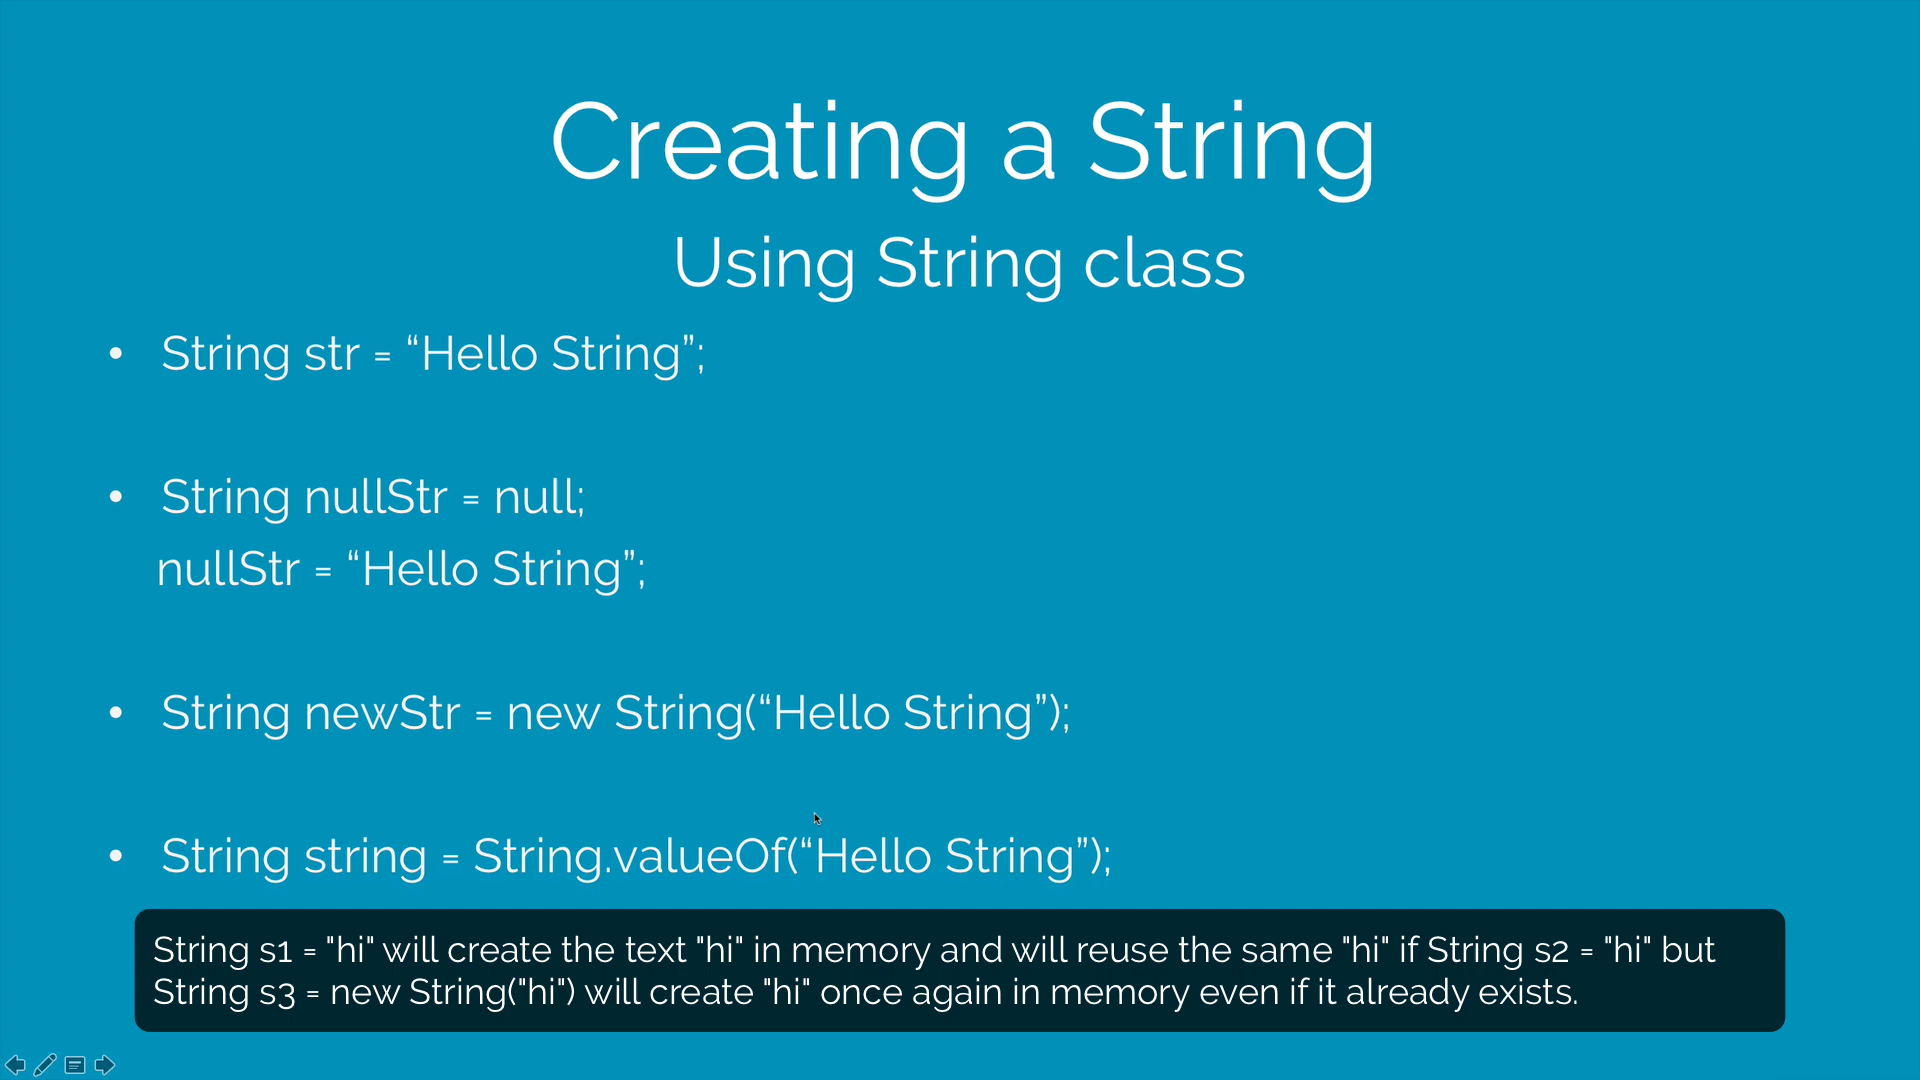 Creating a String
Using String class
• String str = “Hello String”;
• String nullStr = null;
nullStr = “Hello String”;
• String newStr = new String(“Hello String”);
• String string = String.valueOf(“Hello String”);
String s1 = "hi" will create the text "hi" in memory and will reuse the same "hi" if String s2 = "hi" but
String s3 = new String("hi") will create "hi" once again in memory even if it already exists.